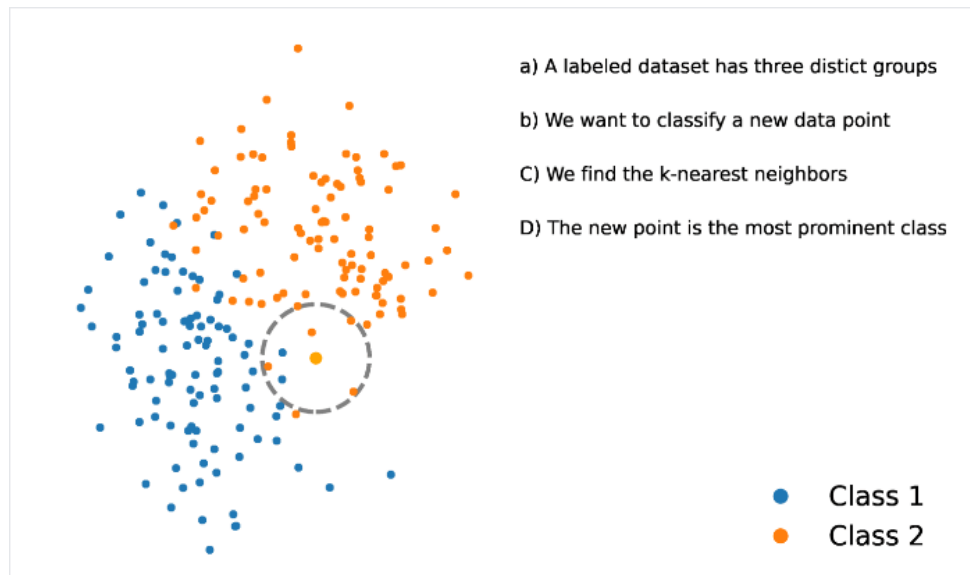 a) A labeled dataset has three distict groups
b) We want to classify a new data point
C) We find the k-nearest neighbors
D) The new point is the most prominent class
Class 1
Class 2